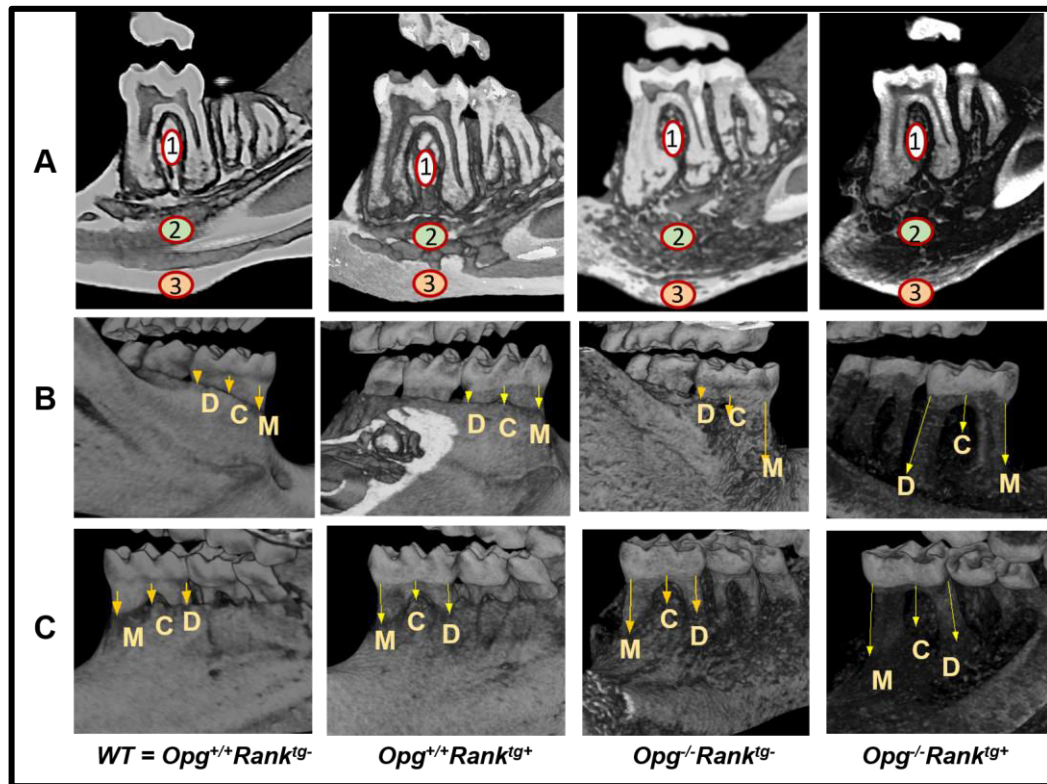 A
1
2
3
1
2
3
1
2
3
1
2
3
B
D
C
M
D
C
M
D
C
M
D
C
M
C
M
C
D
M
C
D
M
C
D
M
C
D
WT = Opg+/+Ranktg-
Opg+/+Ranktg+
Opg-/-Ranktg-
Opg-/-Ranktg+